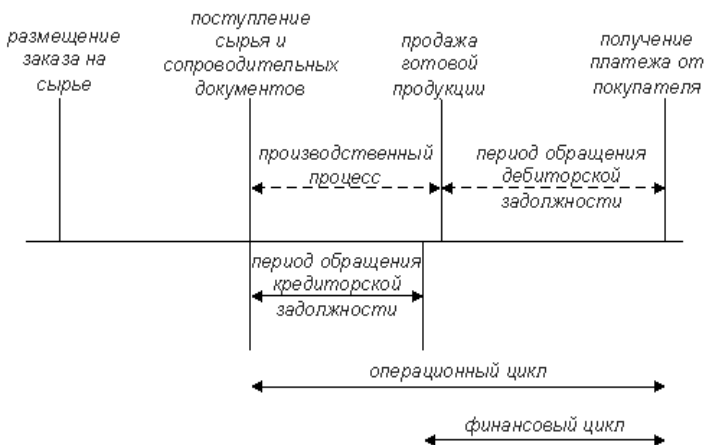 размещение
заказа на
сырье
поступление
сырья и
сопроводительных
документов
продажа
готовой
продукции
получение
платежа от
покупателя
производственный
процесс
период обращения
дебиторской
задолжности
период обращения
кредиторской
задолжности
операционный цикл
финансовый цикл